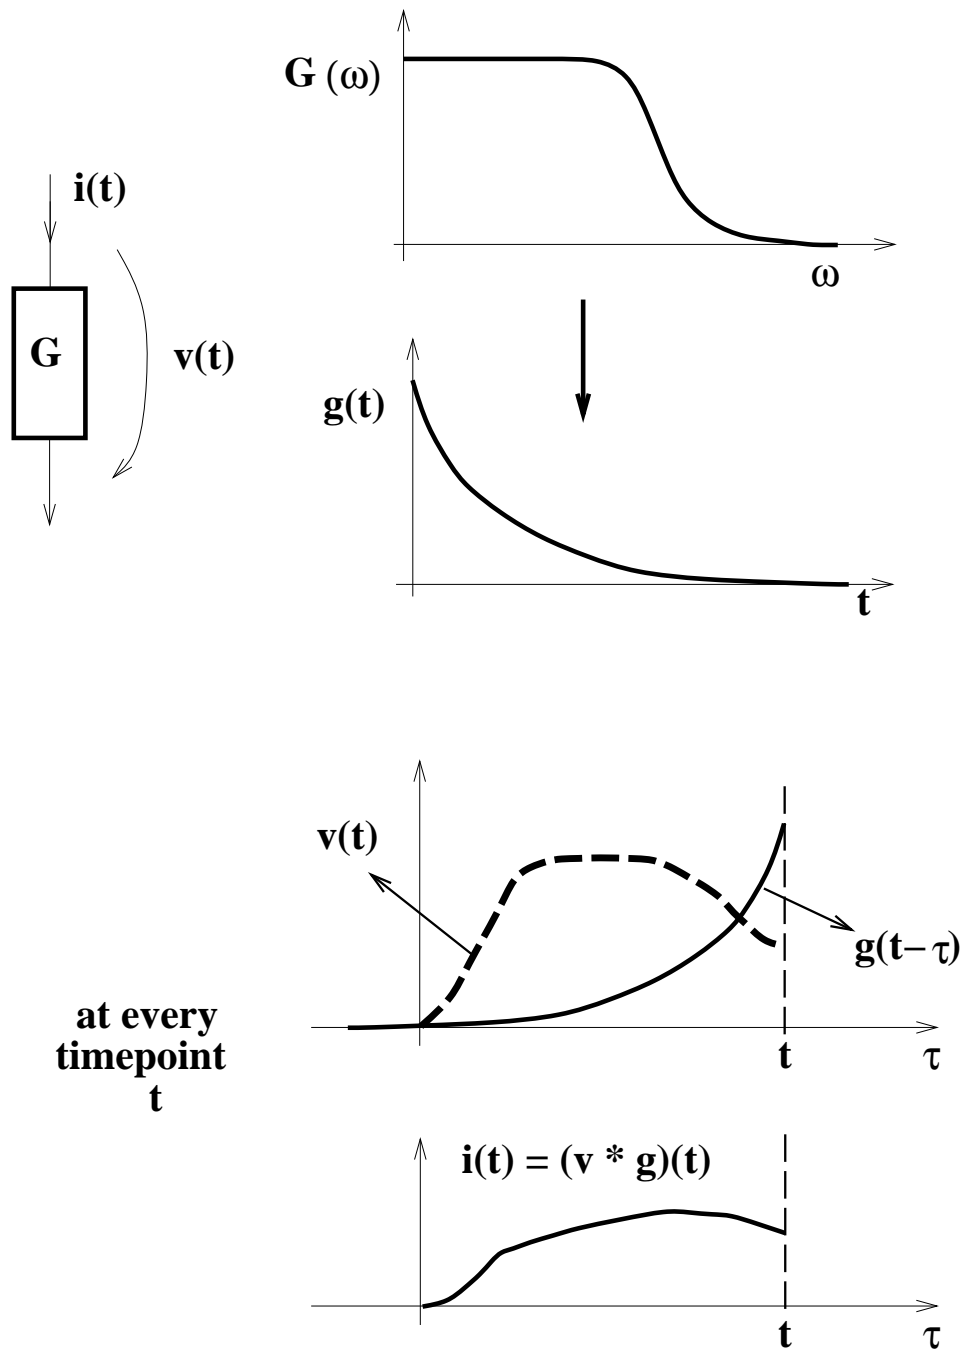 G (ω)
i(t)
ω
G
v(t)
g(t)
t
v(t)
g(t− τ)
at every
timepoint
t
t
τ
i(t) = (v * g)(t)
t
τ